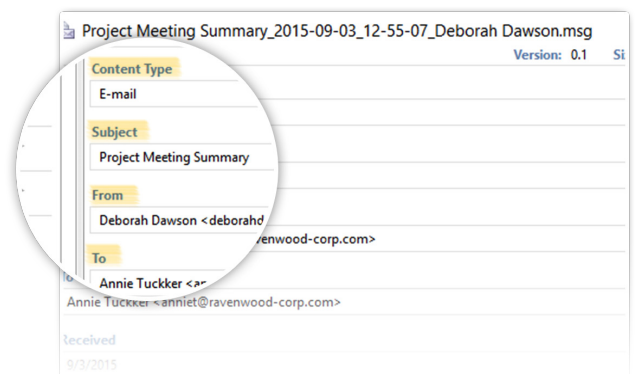 Project Meeting Summary_2015-09-03_12-55-07_Deborah Dawson.msg
Version: 0.1
Content Type
E-mail
Subject
Project Meeting Summary
From
Deborah Dawson <deborahd
venwood-corp.com>
To
Annie Tuckker <an
Annie Tuckker <anniet@ravenwood-corp.com>
Received
9/3/2015